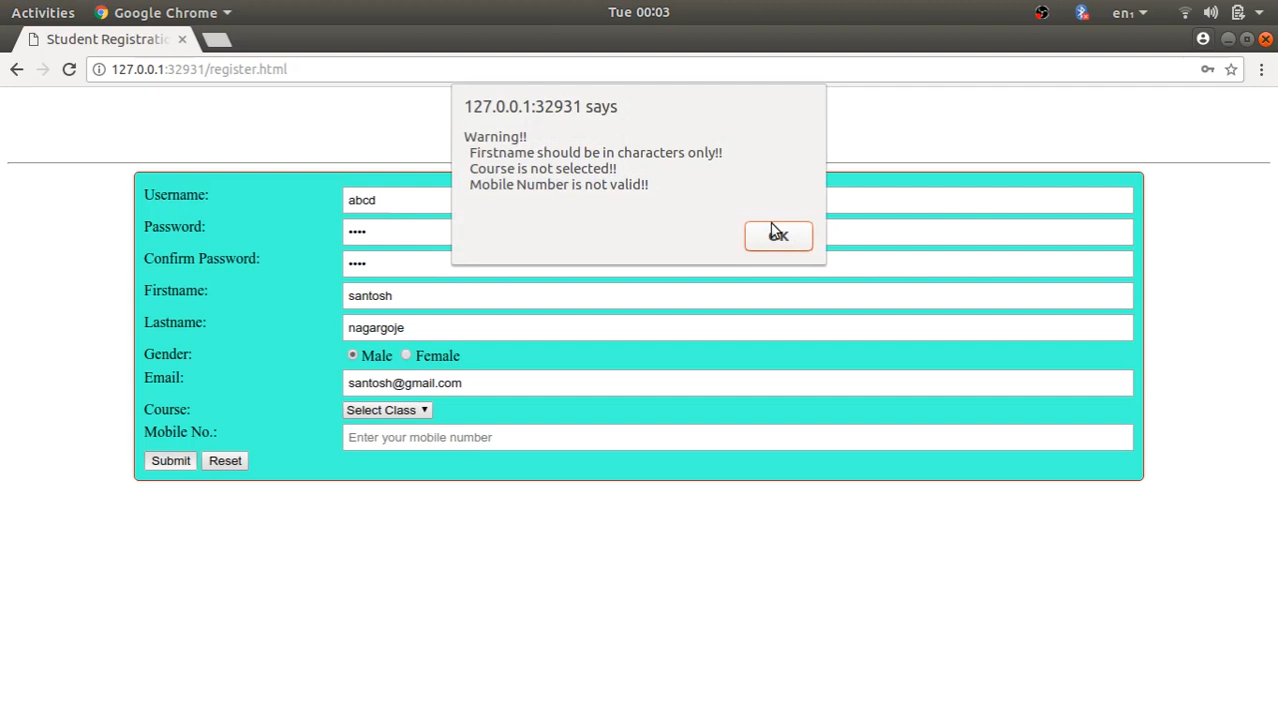 Activities Google Chrome Tue 00:03 en₁
Student Registratio
127.0.0.1:32931/register.html
127.0.0.1:32931 says
Warning!!
Firstname should be in characters only!!
Course is not selected!!
Mobile Number is not valid!!
OK
Username: abcd
Password: ••••
Confirm Password: ••••
Firstname: santosh
Lastname: nagargoje
Gender: Male Female
Email: santosh@gmail.com
Course: Select Class
Mobile No.: Enter your mobile number
Submit Reset